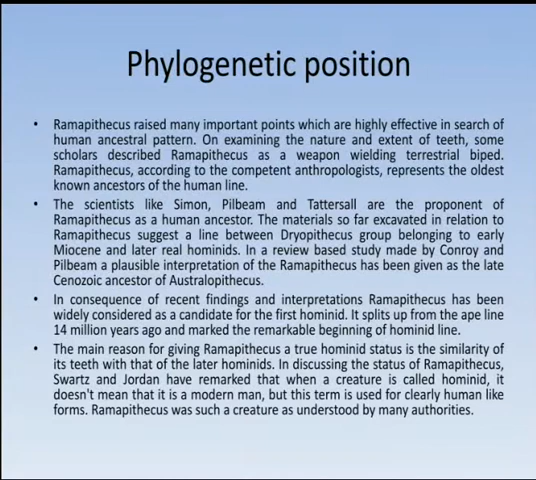 Phylogenetic position
• Ramapithecus raised many important points which are highly effective in search of
human ancestral pattern. On examining the nature and extent of teeth, some
scholars described Ramapithecus as a weapon wielding terrestrial biped.
Ramapithecus, according to the competent anthropologists, represents the oldest
known ancestors of the human line.
• The scientists like Simon, Pilbeam and Tattersall are the proponent of
Ramapithecus as a human ancestor. The materials so far excavated in relation to
Ramapithecus suggest a line between Dryopithecus group belonging to early
Miocene and later real hominids. In a review based study made by Conroy and
Pilbeam a plausible interpretation of the Ramapithecus has been given as the late
Cenozoic ancestor of Australopithecus.
• In consequence of recent findings and interpretations Ramapithecus has been
widely considered as a candidate for the first hominid. It splits up from the ape line
14 million years ago and marked the remarkable beginning of hominid line.
• The main reason for giving Ramapithecus a true hominid status is the similarity of
its teeth with that of the later hominids. In discussing the status of Ramapithecus,
Swartz and Jordan have remarked that when a creature is called hominid, it
doesn't mean that it is a modern man, but this term is used for clearly human like
forms. Ramapithecus was such a creature as understood by many authorities.